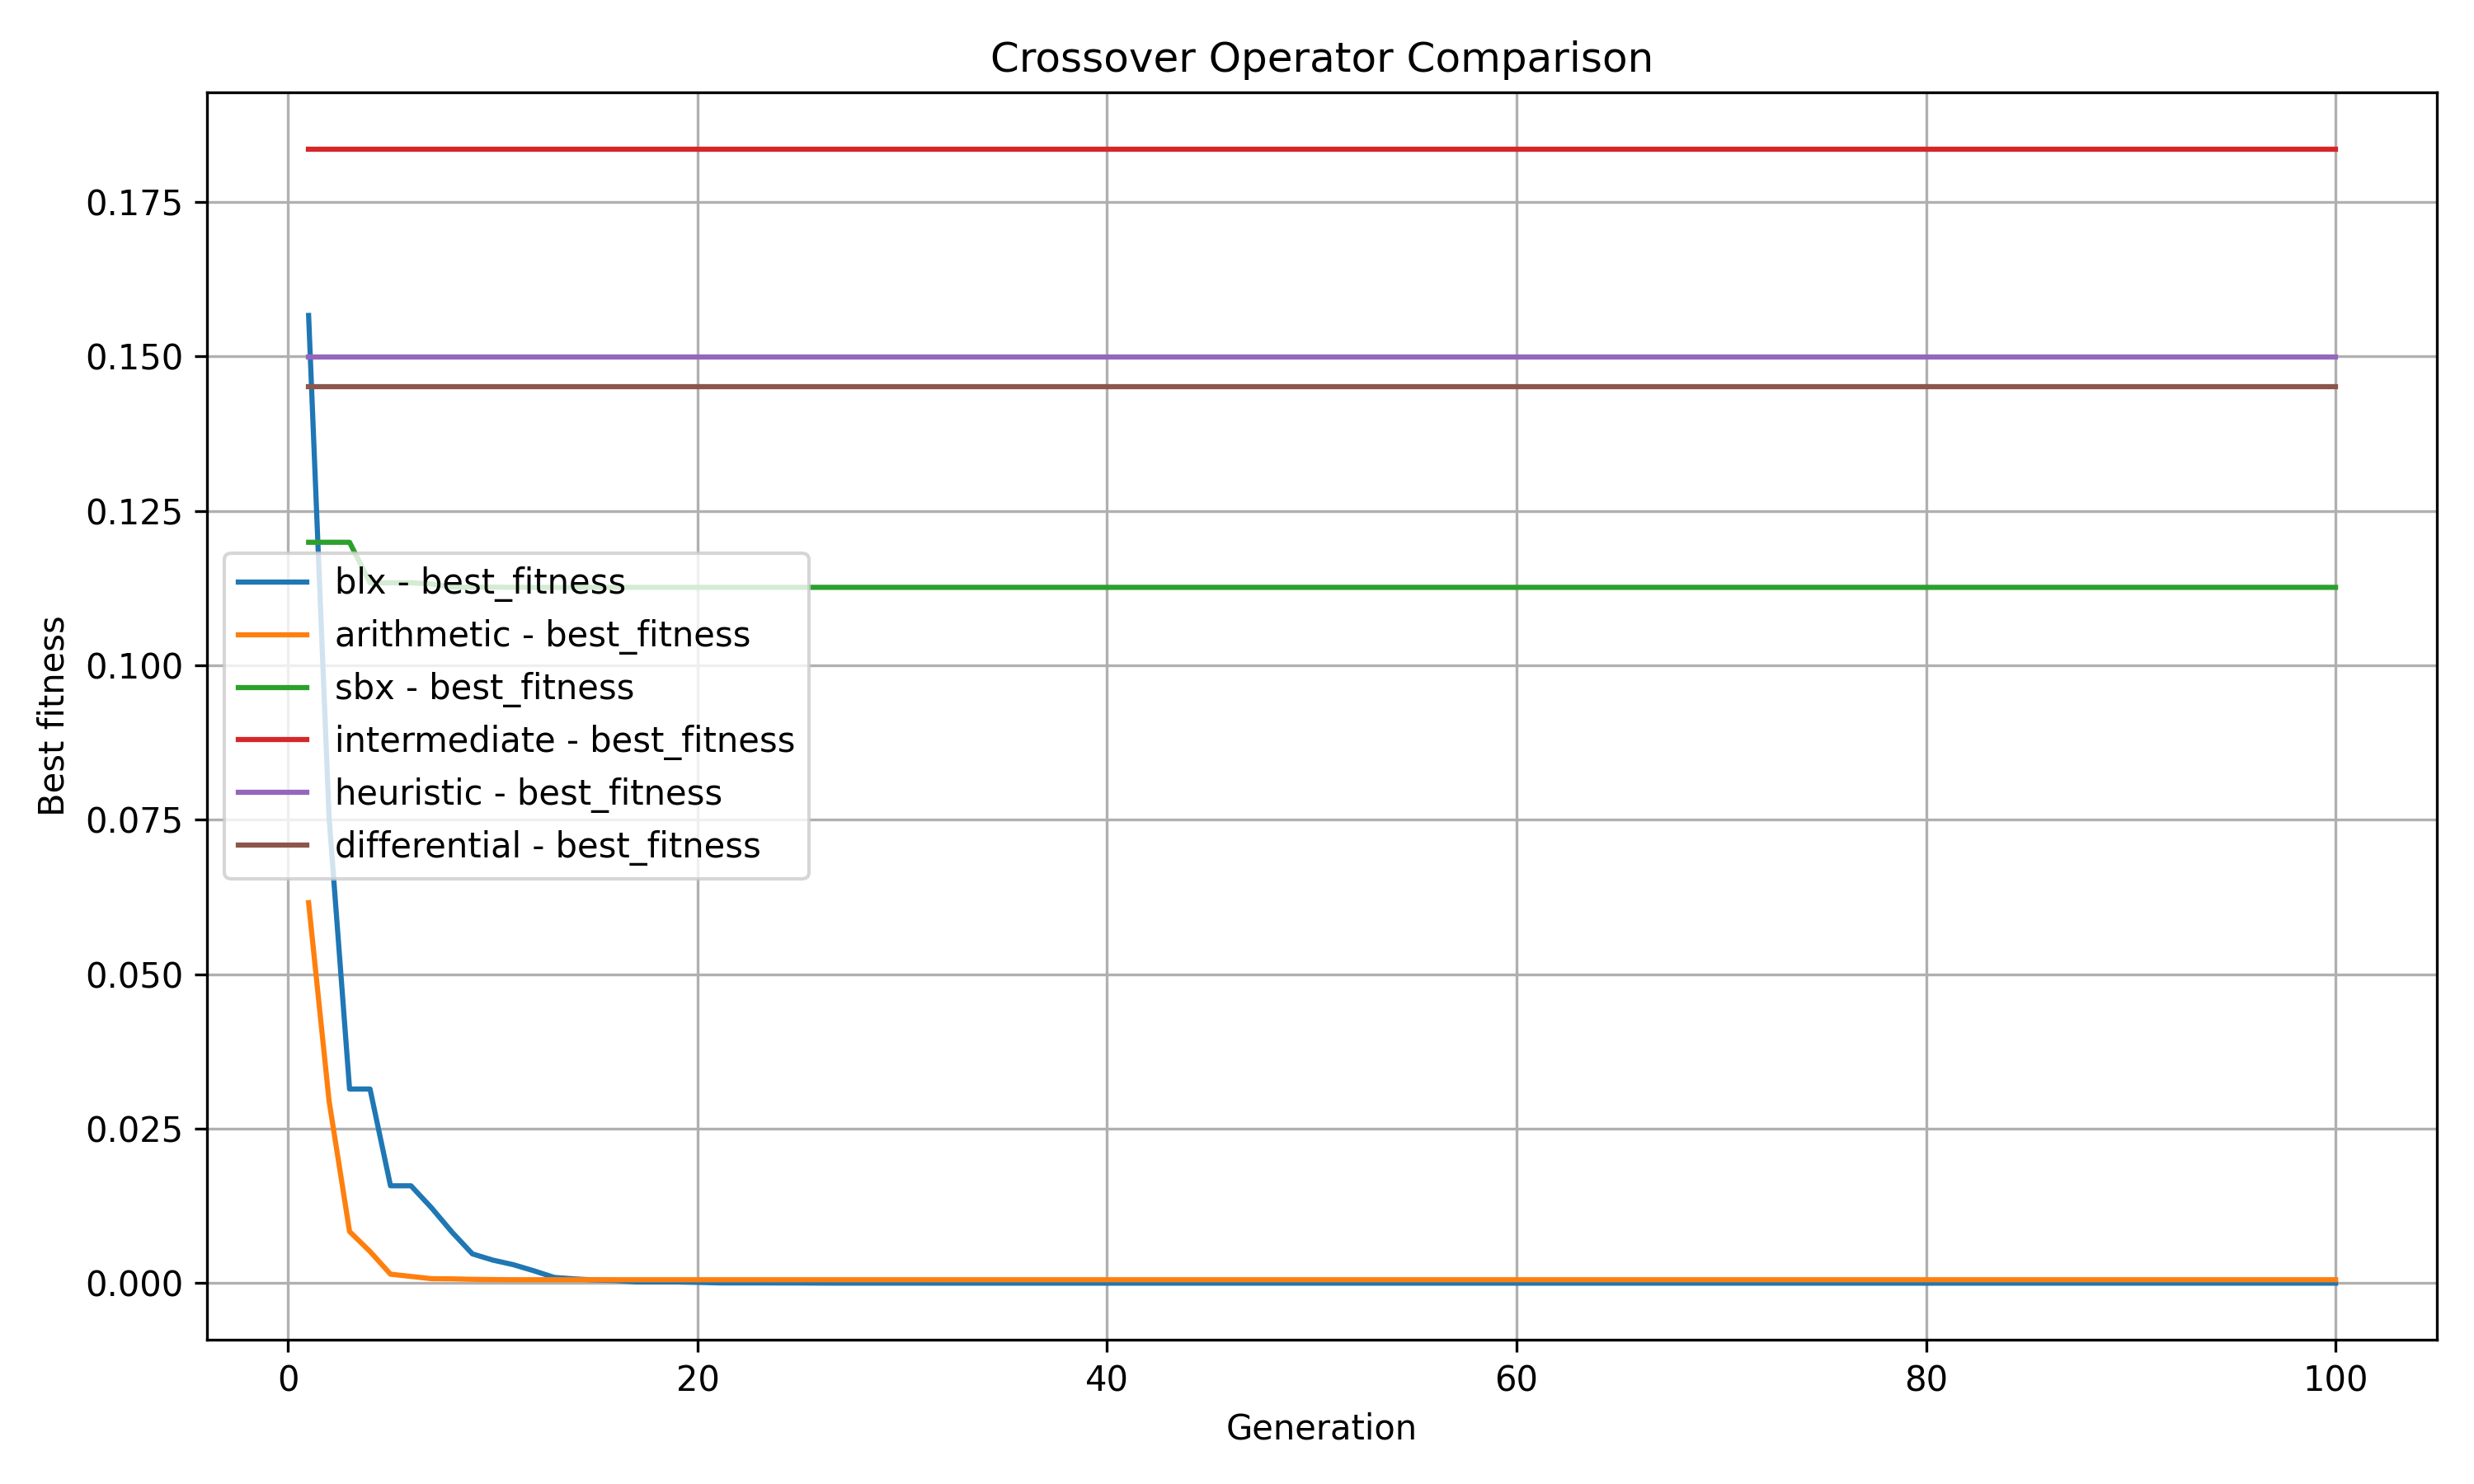 Crossover Operator Comparison
Best fitness
0.175
0.150
0.125
0.100
0.075
0.050
0.025
0.000
blx - best_fitness
arithmetic - best_fitness
sbx - best_fitness
intermediate - best_fitness
heuristic - best_fitness
differential - best_fitness
0 20 40 60 80 100
Generation